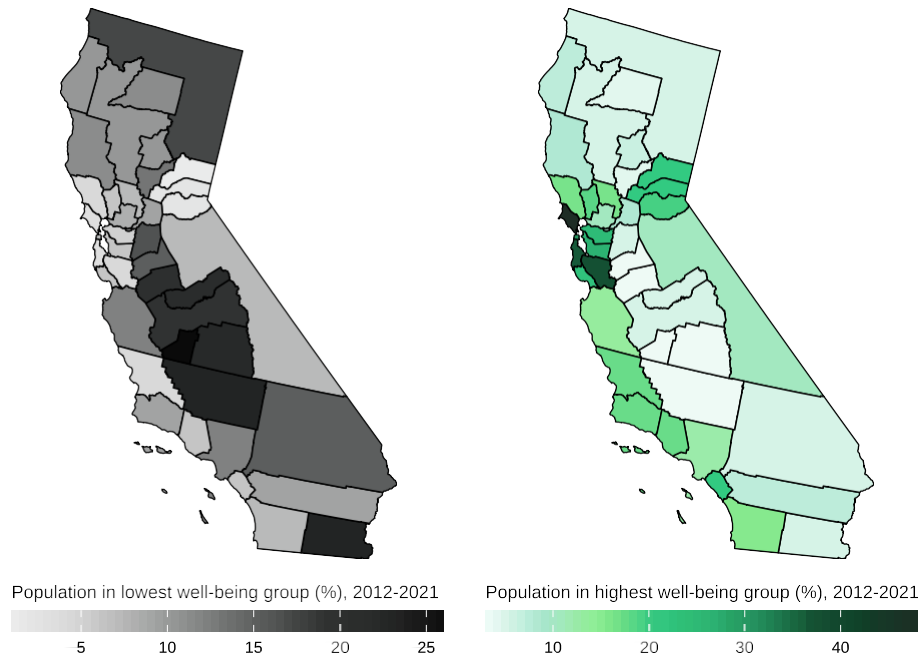 Population in lowest well-being group (%), 2012-2021
5 10 15 20 25
Population in highest well-being group (%), 2012-2021
10 20 30 40